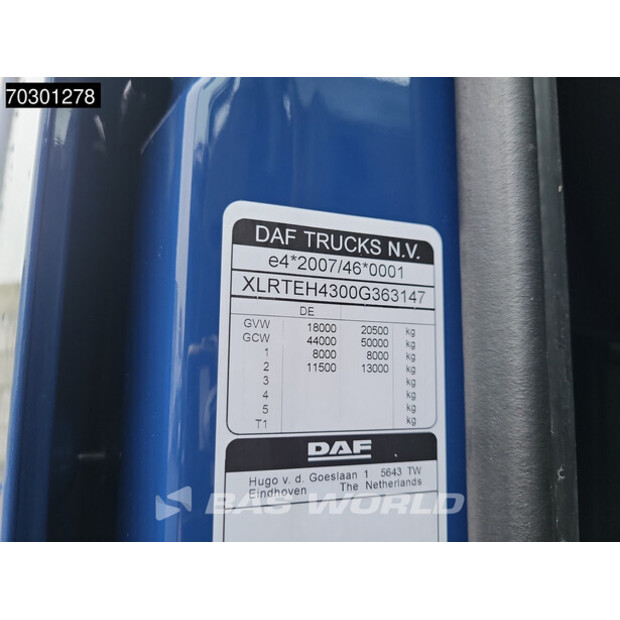 70301278
DAF TRUCKS N.V.
e4*2007/46*0001
XLRTEH4300G363147
DE
GVW 18000 20500 kg
GCW 44000 50000 kg
1 8000 8000 kg
2 11500 13000 kg
3 kg
4 kg
5 kg
T1 kg
DAF
Hugo v. d. Goeslaan 1 5643 TW
Eindhoven The Netherlands
BAS WORLD